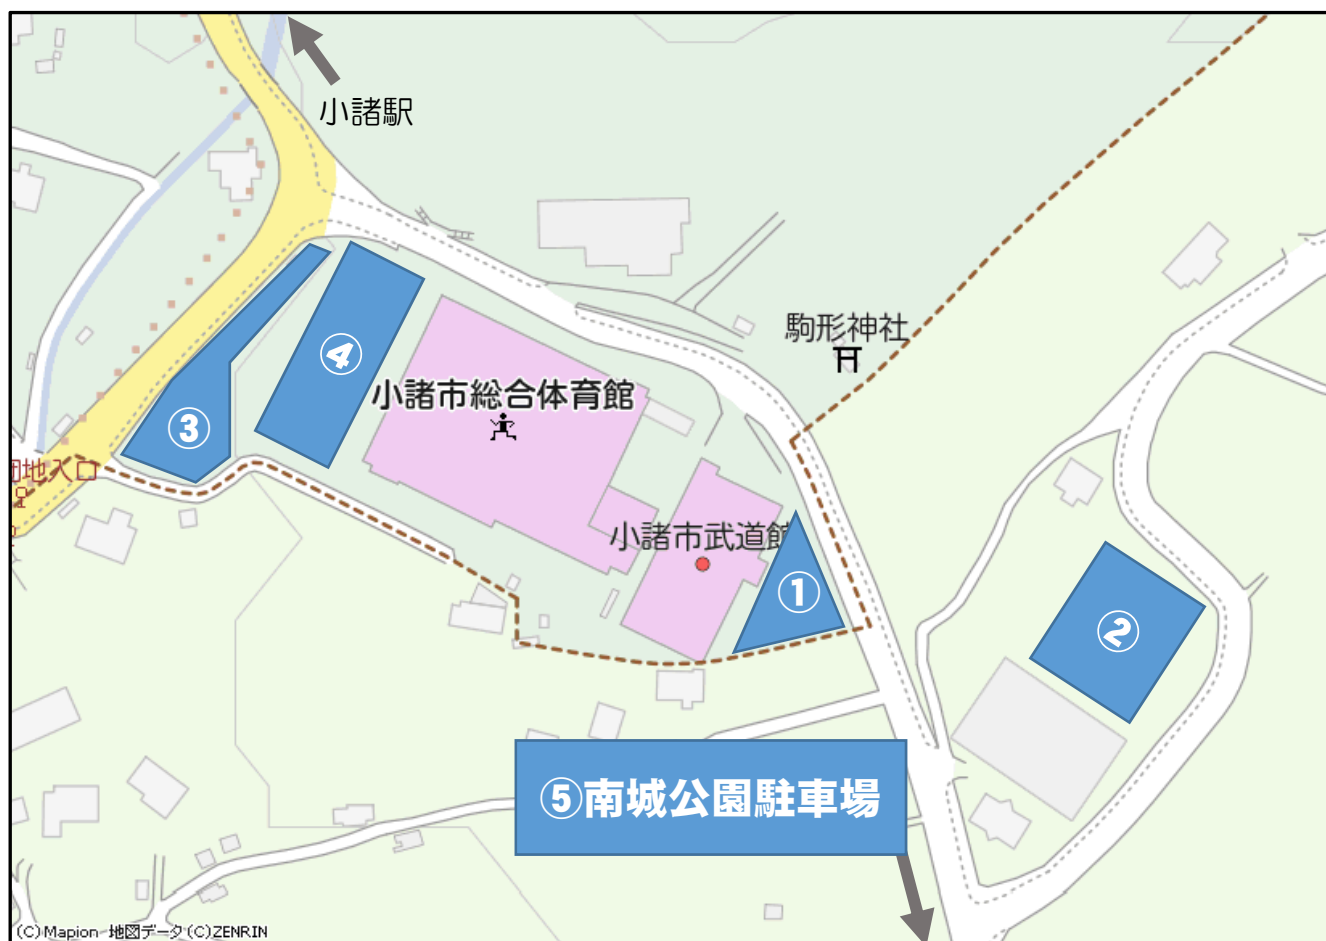 小諸駅
駒形神社
④
小諸市総合体育館
③
団地入口
小諸市武道館
①
②
⑤南城公園駐車場
(C)Mapion 地図データ(C)ZENRIN